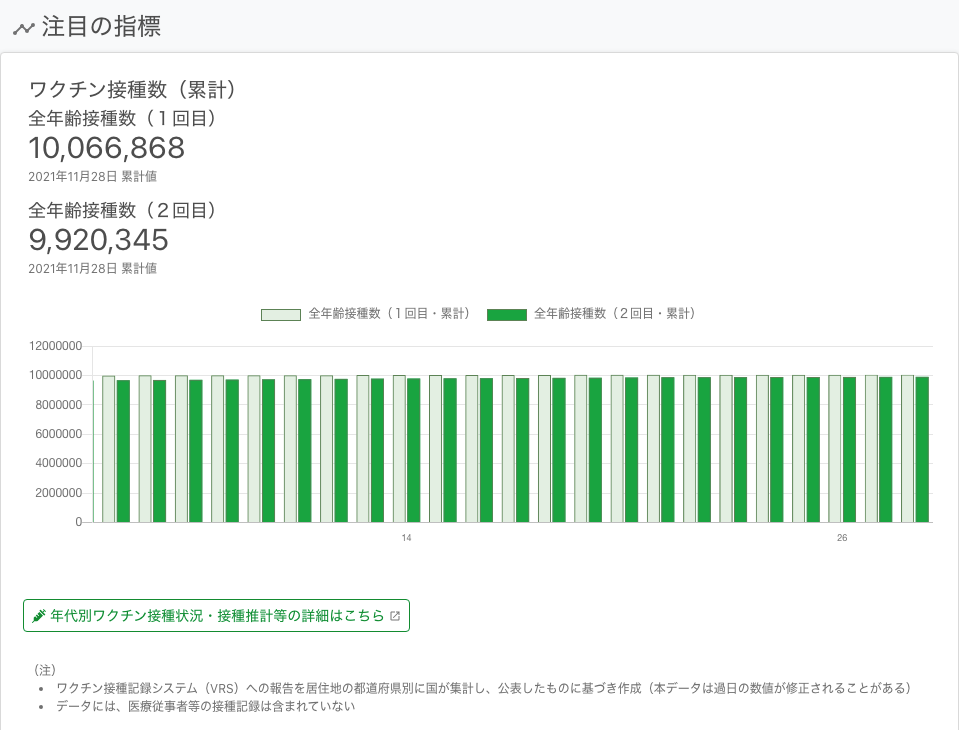 注目の指標
ワクチン接種数（累計）
全年齢接種数（１回目）
10,066,868
2021年11月28日 累計値
全年齢接種数（２回目）
9,920,345
2021年11月28日 累計値
全年齢接種数（１回目・累計） 全年齢接種数（２回目・累計）
12000000
10000000
8000000
6000000
4000000
2000000
0
14 26
年代別ワクチン接種状況・接種推計等の詳細はこちら
（注）
• ワクチン接種記録システム（VRS）への報告を居住地の都道府県別に国が集計し、公表したものに基づき作成（本データは過日の数値が修正されることがある）
• データには、医療従事者等の接種記録は含まれていない